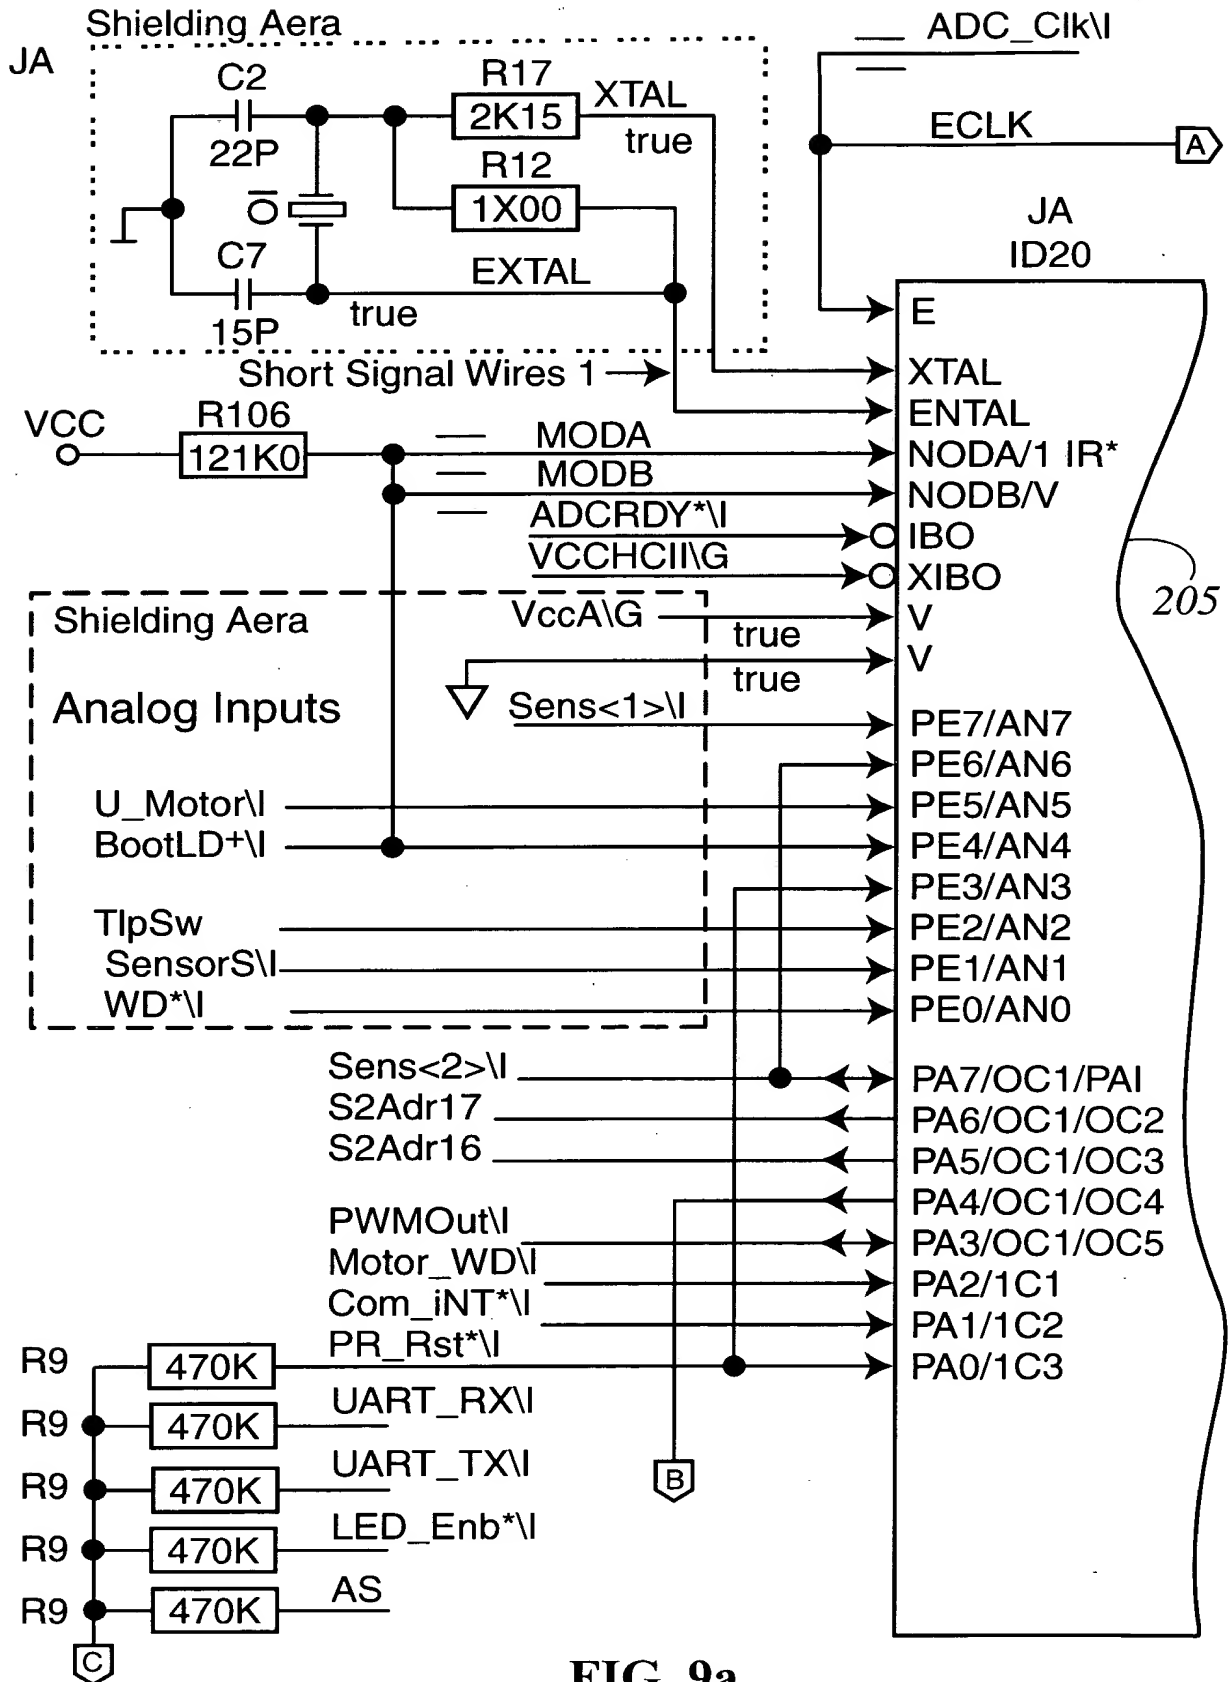 Shielding Aera
ADC_Clk\I
JA
C2
R17
XTAL
2K15
true
ECLK
A
22P
R12
1X00
JA
ID20
C7
EXTAL
true
15P
E
Short Signal Wires 1
XTAL
ENTAL
VCC
R106
121K0
MODA
NODA/1 IR*
MODB
NODB/V
ADCRDY*\I
IBO
VCCHCII\G
XIBO
205
Shielding Aera
VccA\G
true
V
true
V
Analog Inputs
Sens<1>\I
PE7/AN7
PE6/AN6
U_Motor\I
PE5/AN5
BootLD+\I
PE4/AN4
PE3/AN3
TlpSw
PE2/AN2
SensorS\I
PE1/AN1
WD*\I
PE0/AN0
Sens<2>\I
PA7/OC1/PAI
S2Adr17
PA6/OC1/OC2
S2Adr16
PA5/OC1/OC3
PA4/OC1/OC4
PWMOut\I
PA3/OC1/OC5
Motor_WD\I
PA2/1C1
Com_iNT*\I
PA1/1C2
PR_Rst*\I
PA0/1C3
R9
470K
UART_RX\I
R9
470K
UART_TX\I
R9
470K
B
LED_Enb*\I
R9
470K
AS
R9
470K
C
FIG. 9a